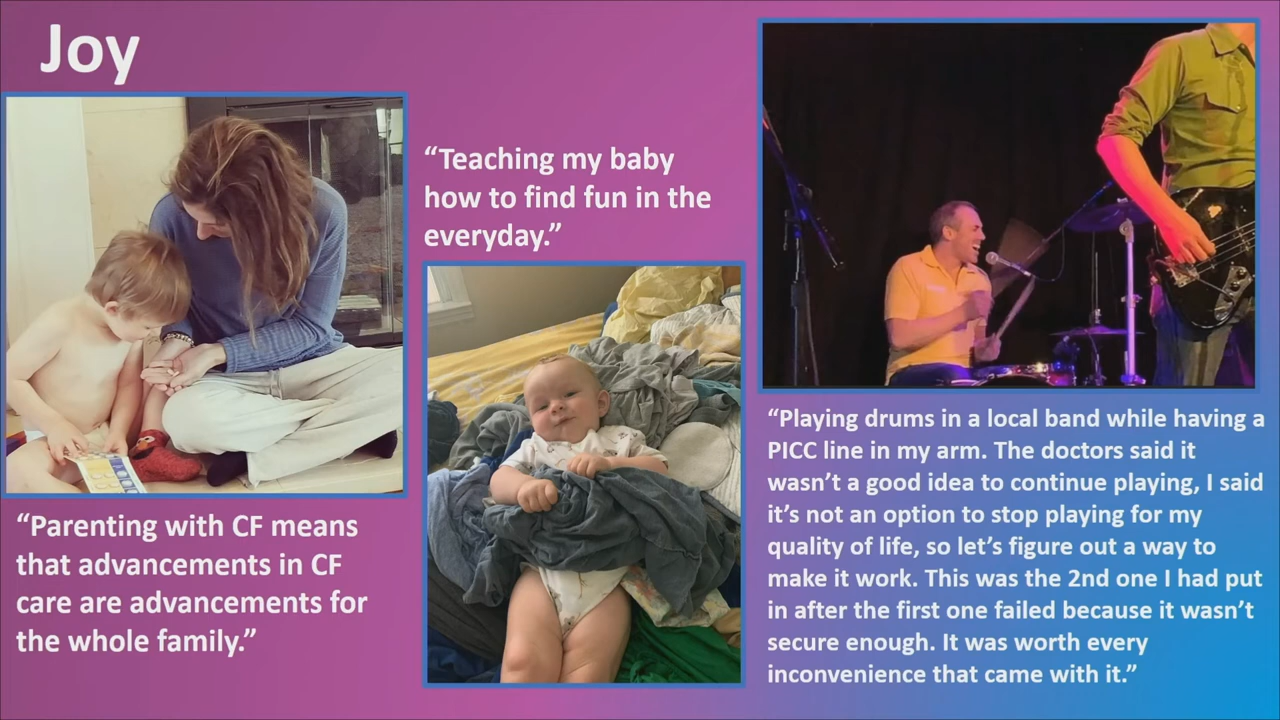 Joy
“Teaching my baby
how to find fun in the
everyday.”
“Parenting with CF means
that advancements in CF
care are advancements for
the whole family.”
“Playing drums in a local band while having a
PICC line in my arm. The doctors said it
wasn’t a good idea to continue playing, I said
it’s not an option to stop playing for my
quality of life, so let’s figure out a way to
make it work. This was the 2nd one I had put
in after the first one failed because it wasn’t
secure enough. It was worth every
inconvenience that came with it.”